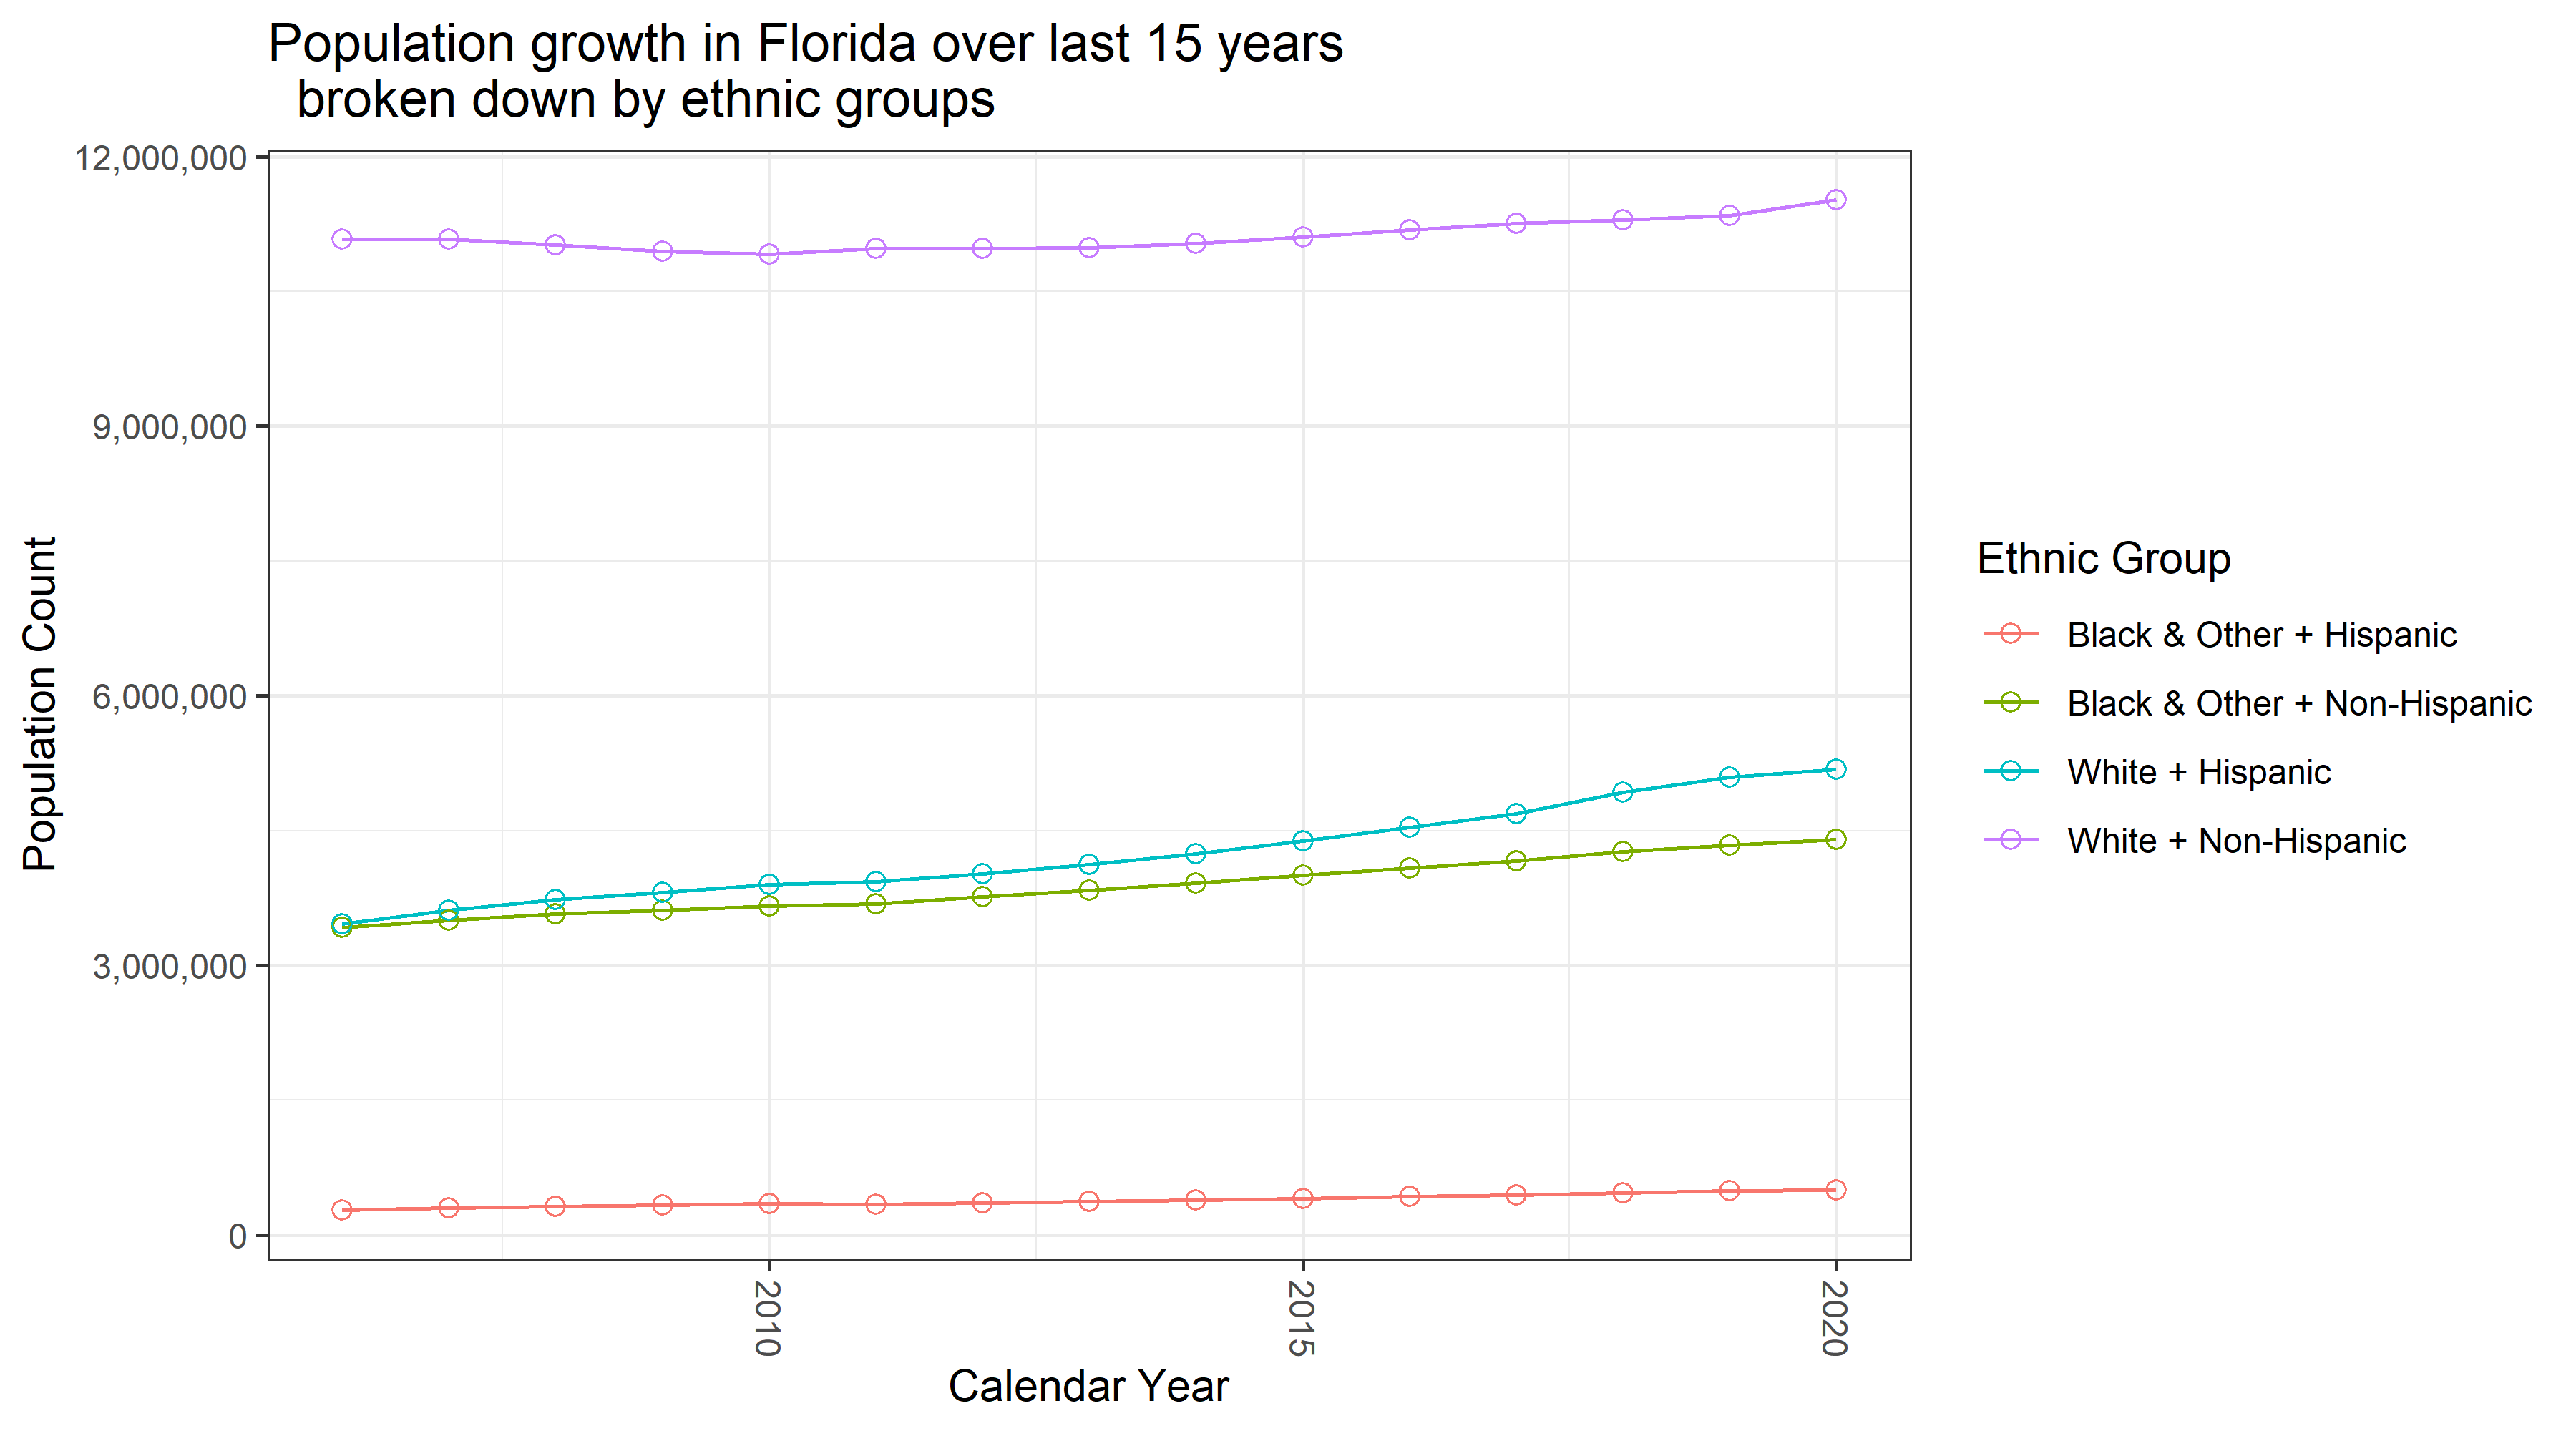 Population growth in Florida over last 15 years
broken down by ethnic groups
12,000,000
9,000,000
6,000,000
3,000,000
0
Population Count
2010
2015
2020
Calendar Year
Ethnic Group
Black & Other + Hispanic
Black & Other + Non-Hispanic
White + Hispanic
White + Non-Hispanic